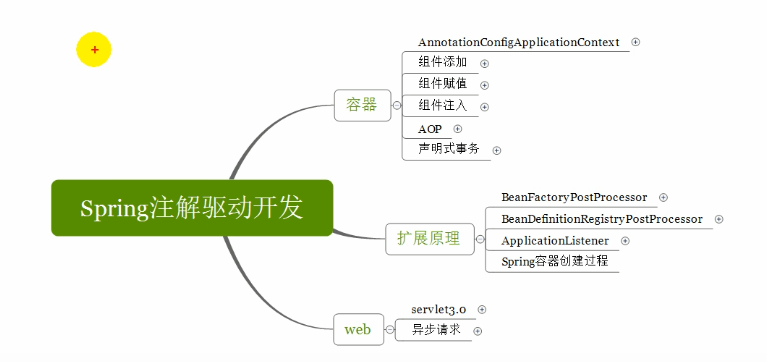 Spring注解驱动开发
容器
AnnotationConfigApplicationContext
组件添加
组件赋值
组件注入
AOP
声明式事务
扩展原理
BeanFactoryPostProcessor
BeanDefinitionRegistryPostProcessor
ApplicationListener
Spring容器创建过程
web
servlet3.0
异步请求